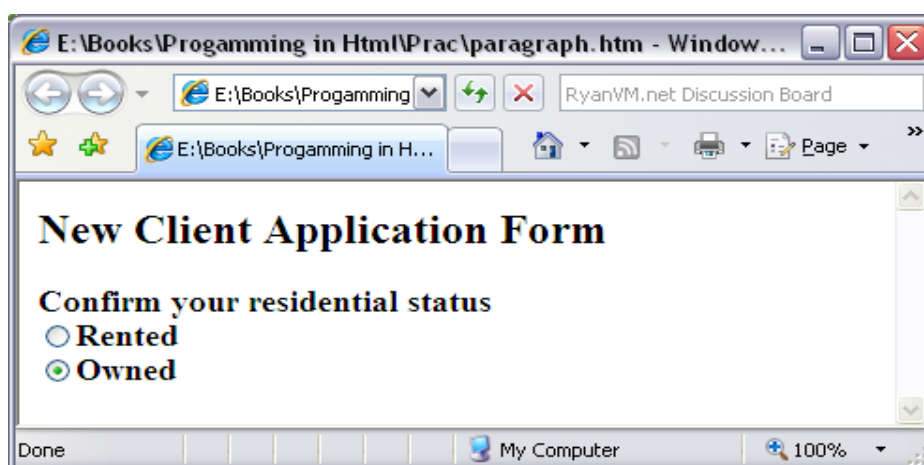 E:\Books\Progamming in Html\Prac\paragraph.htm - Window...
E:\Books\Progamming
RyanVM.net Discussion Board
E:\Books\Progamming in H...
Page
New Client Application Form
Confirm your residential status
Rented
Owned
Done
My Computer
100%